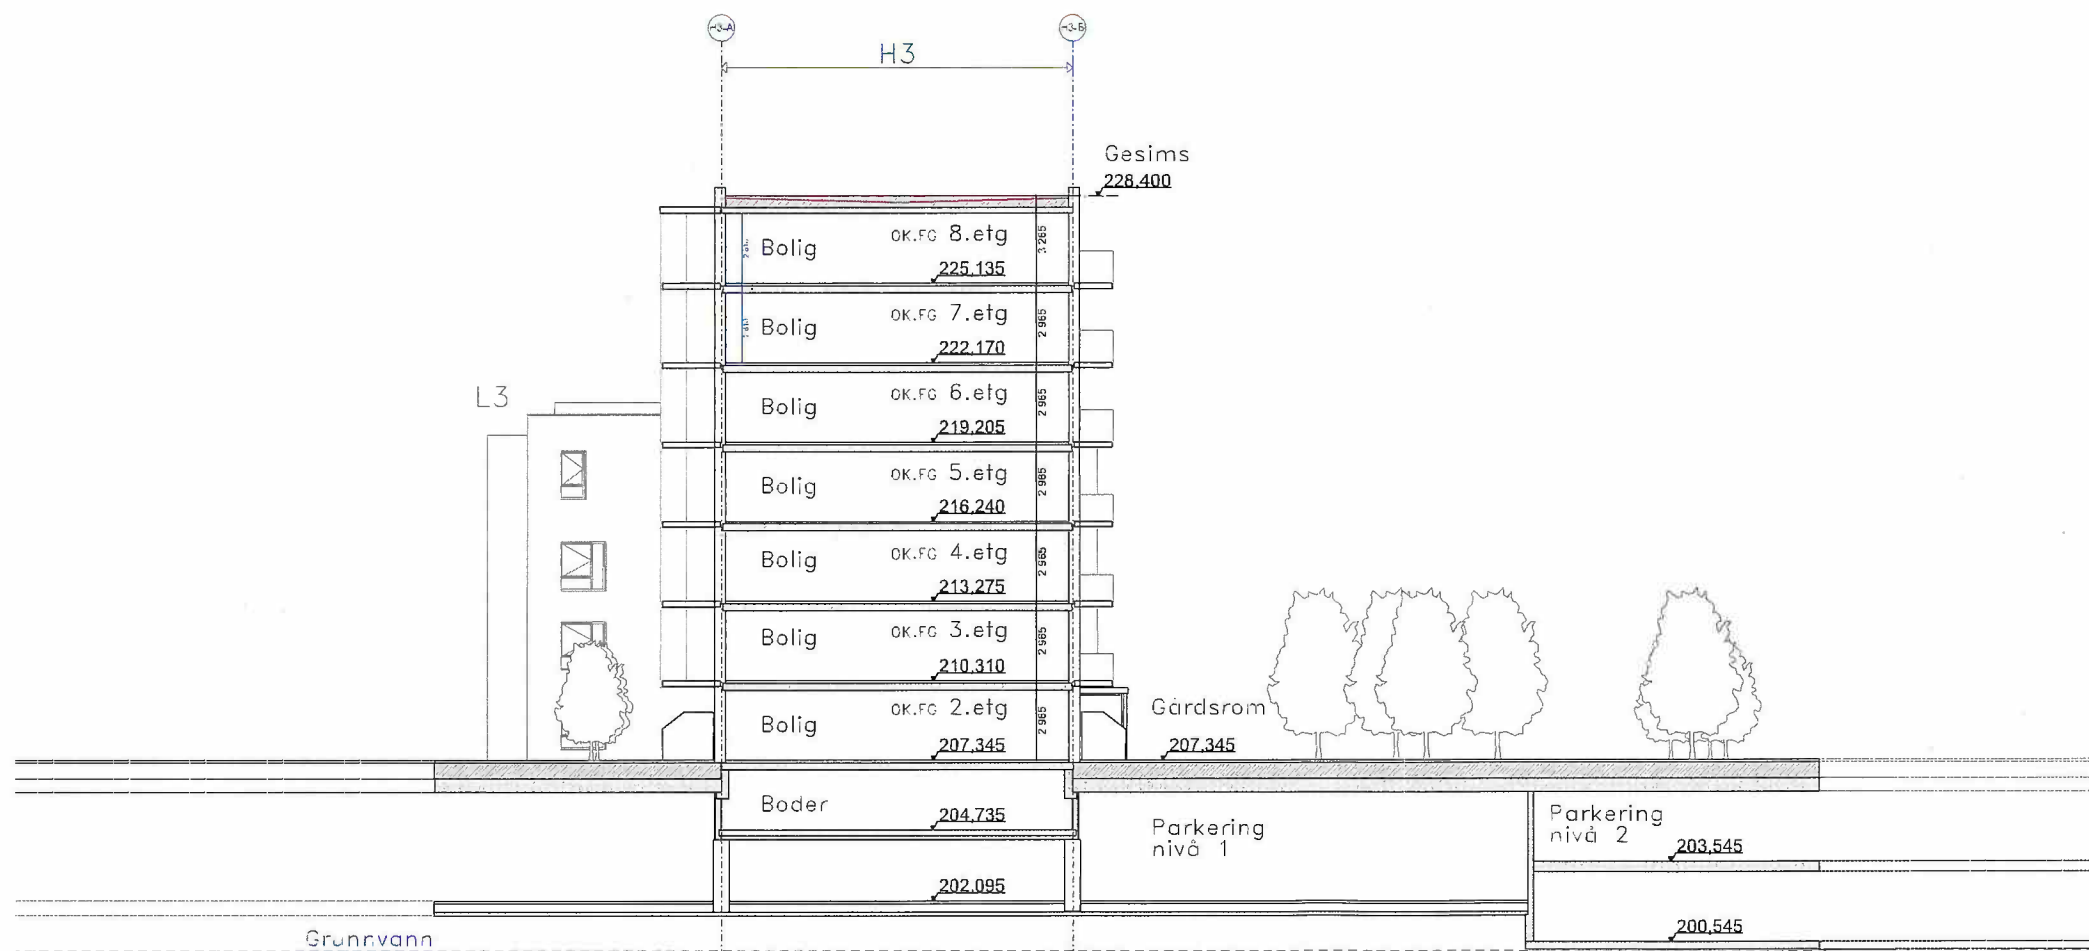 H3-A
H3-B
H3
Gesims
228,400
Bolig
OK.FG 8.etg
225,135
3 265
Bolig
OK.FG 7.etg
222,170
2 965
L3
Bolig
OK.FG 6.etg
219,205
2 965
Bolig
OK.FG 5.etg
216,240
2 965
Bolig
OK.FG 4.etg
213,275
2 965
Bolig
OK.FG 3.etg
210,310
2 965
Bolig
OK.FG 2.etg
207,345
2 965
Gårdsrom
207,345
Boder
204,735
Parkering
nivå 1
Parkering
nivå 2
203,545
202.095
200,545
Grunnvann